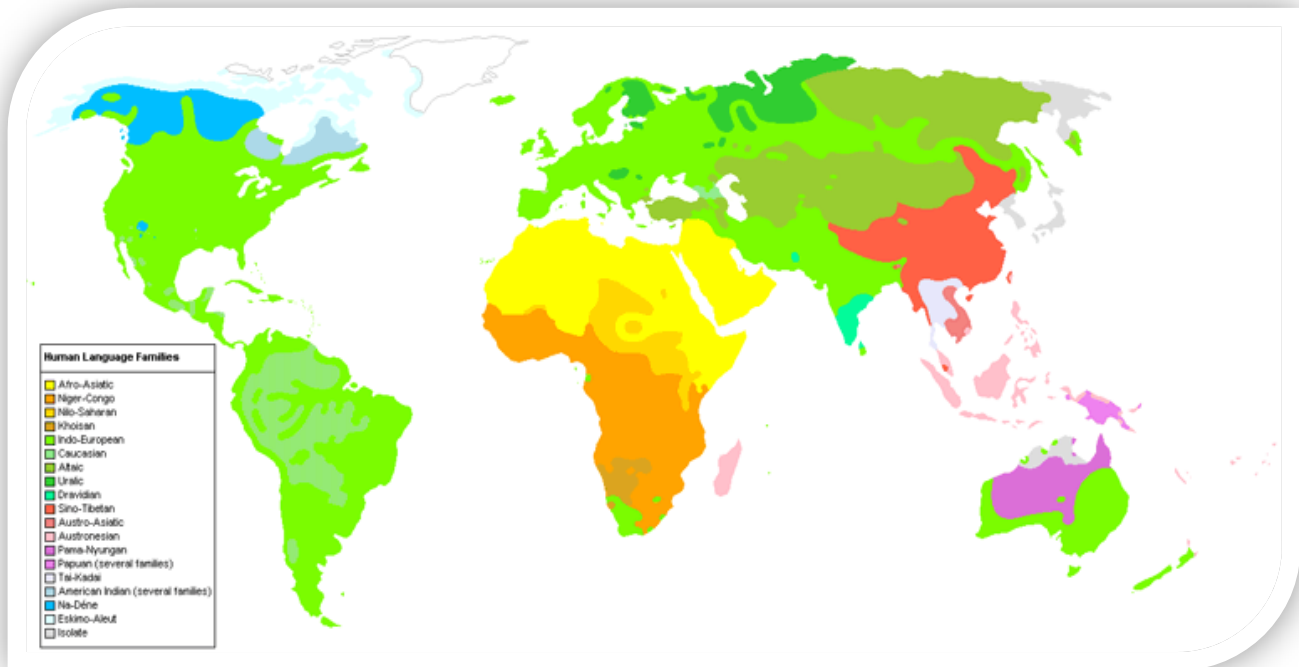 Human Language Families
Afro-Asiatic
Niger-Congo
Nilo-Saharan
Khoisan
Indo-European
Caucasian
Altaic
Uralic
Dravidian
Sino-Tibetan
Austro-Asiatic
Austronesian
Pama-Nyungan
Papuan (several families)
Tai-Kadai
American Indian (several families)
Na-Déne
Eskimo-Aleut
Isolate